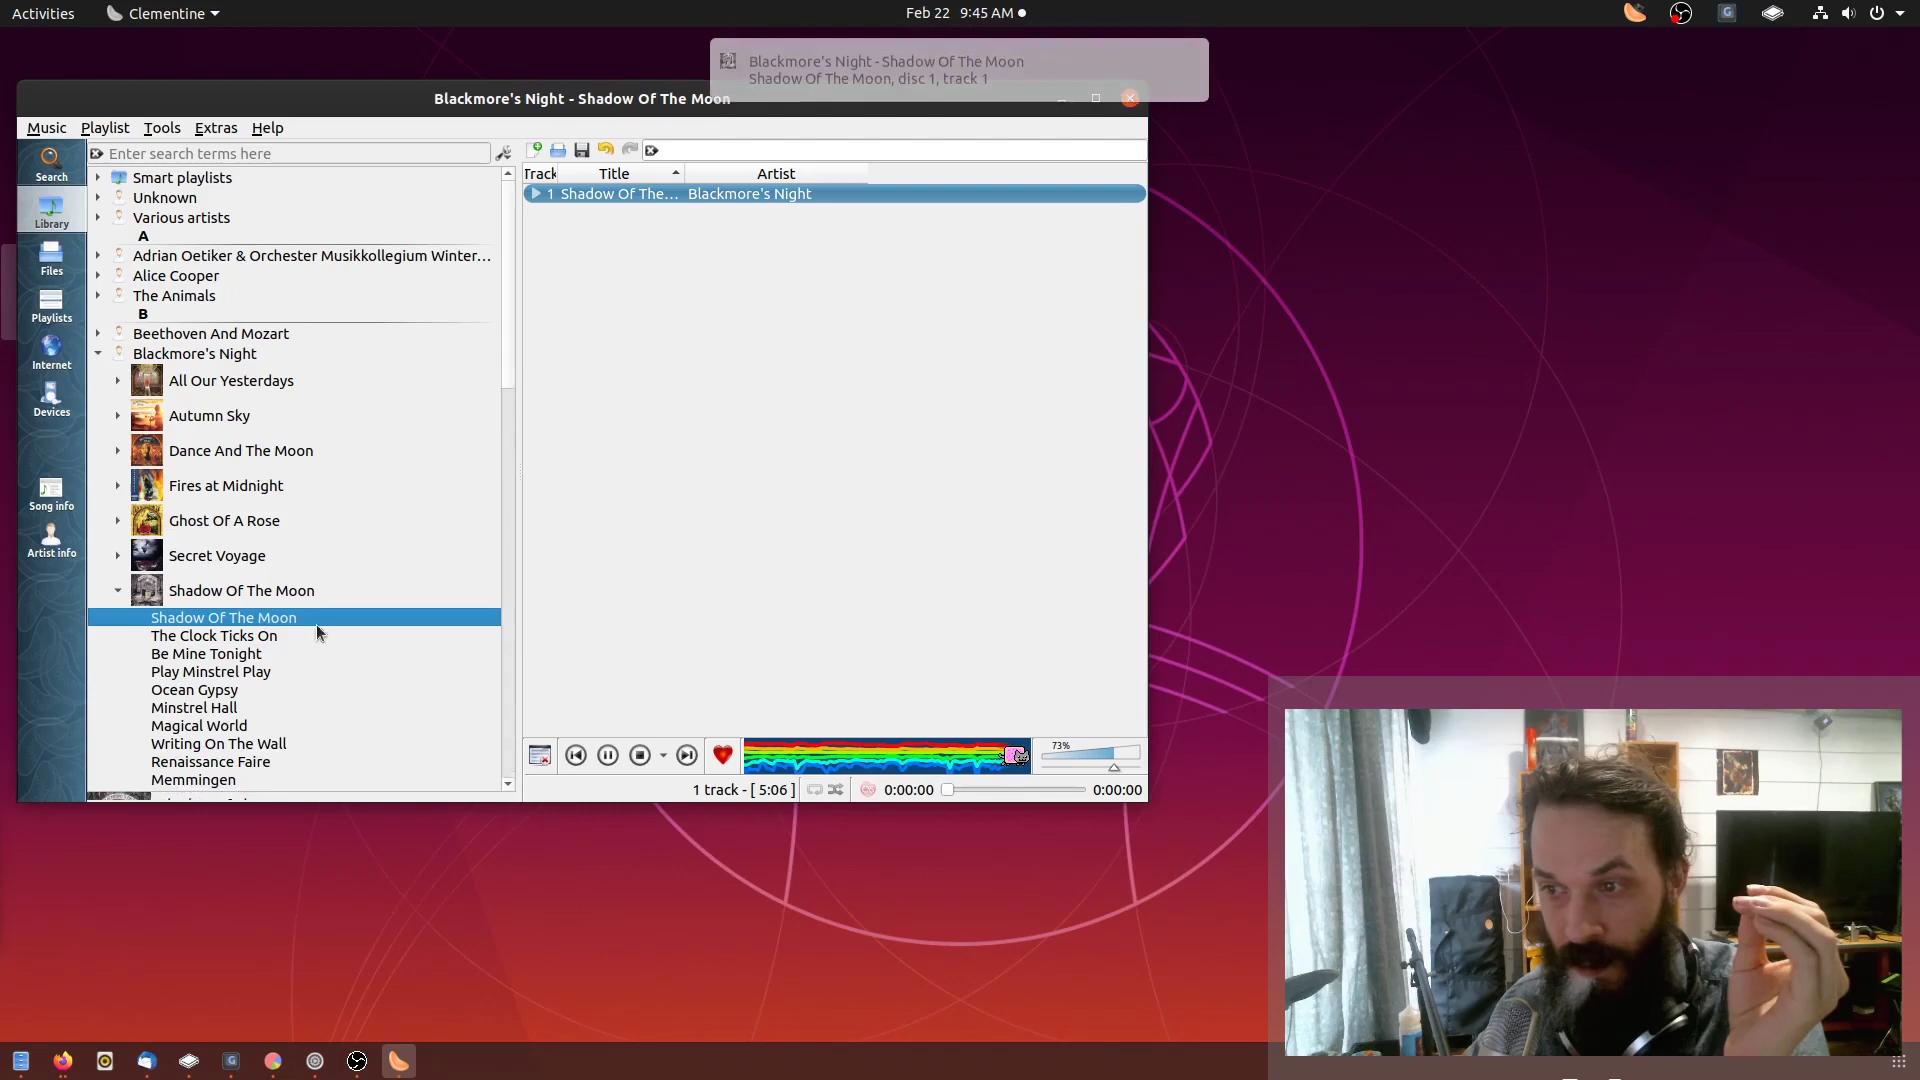 Activities
Clementine
Feb 22 9:45 AM
Blackmore's Night - Shadow Of The Moon
Shadow Of The Moon, disc 1, track 1
Blackmore's Night - Shadow Of The Moon
Music Playlist Tools Extras Help
Search
Library
Files
Playlists
Internet
Devices
Song info
Artist info
Enter search terms here
Smart playlists
Unknown
Various artists
A
Adrian Oetiker & Orchester Musikkollegium Winter...
Alice Cooper
The Animals
B
Beethoven And Mozart
Blackmore's Night
All Our Yesterdays
Autumn Sky
Dance And The Moon
Fires at Midnight
Ghost Of A Rose
Secret Voyage
Shadow Of The Moon
Shadow Of The Moon
The Clock Ticks On
Be Mine Tonight
Play Minstrel Play
Ocean Gypsy
Minstrel Hall
Magical World
Writing On The Wall
Renaissance Faire
Memmingen
Track Title Artist
1 Shadow Of The... Blackmore's Night
73%
1 track - [ 5:06 ]
0:00:00
0:00:00